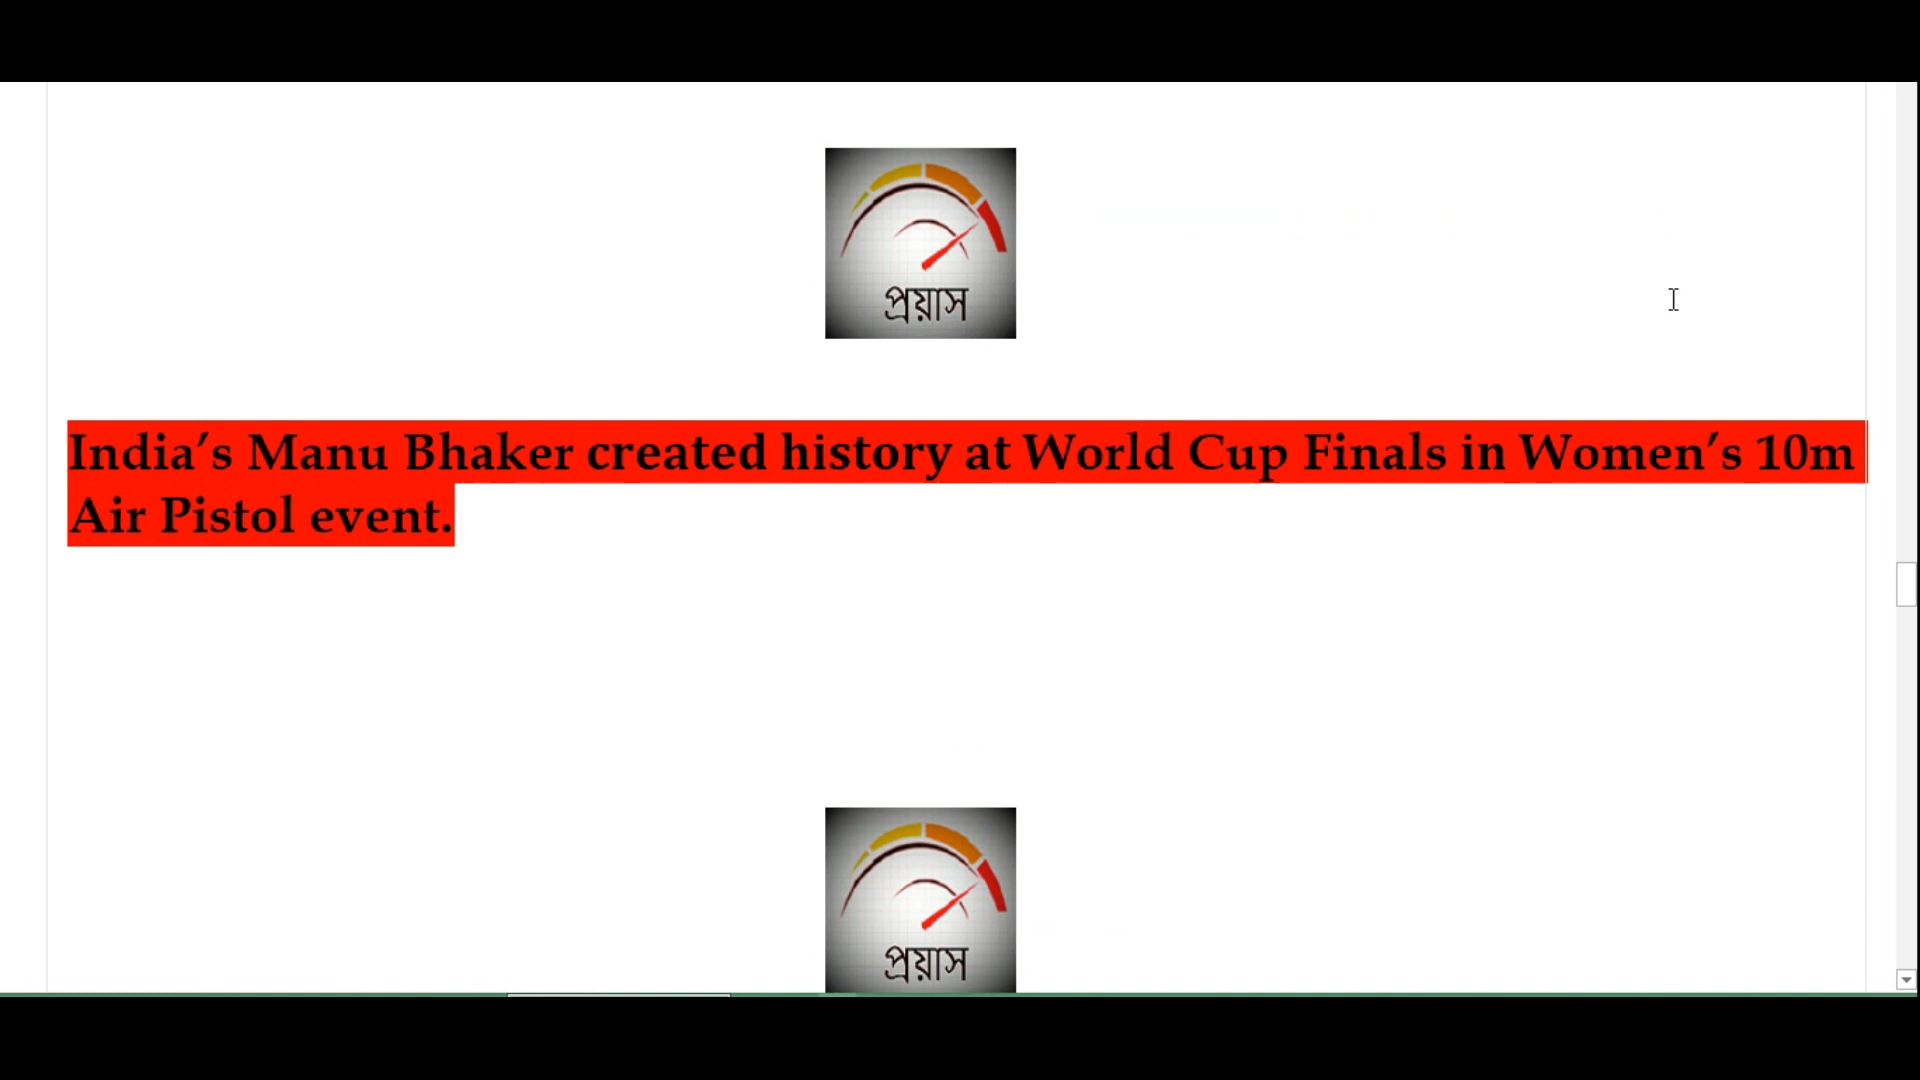 প্রয়াস
India’s Manu Bhaker created history at World Cup Finals in Women’s 10m
Air Pistol event.
প্রয়াস